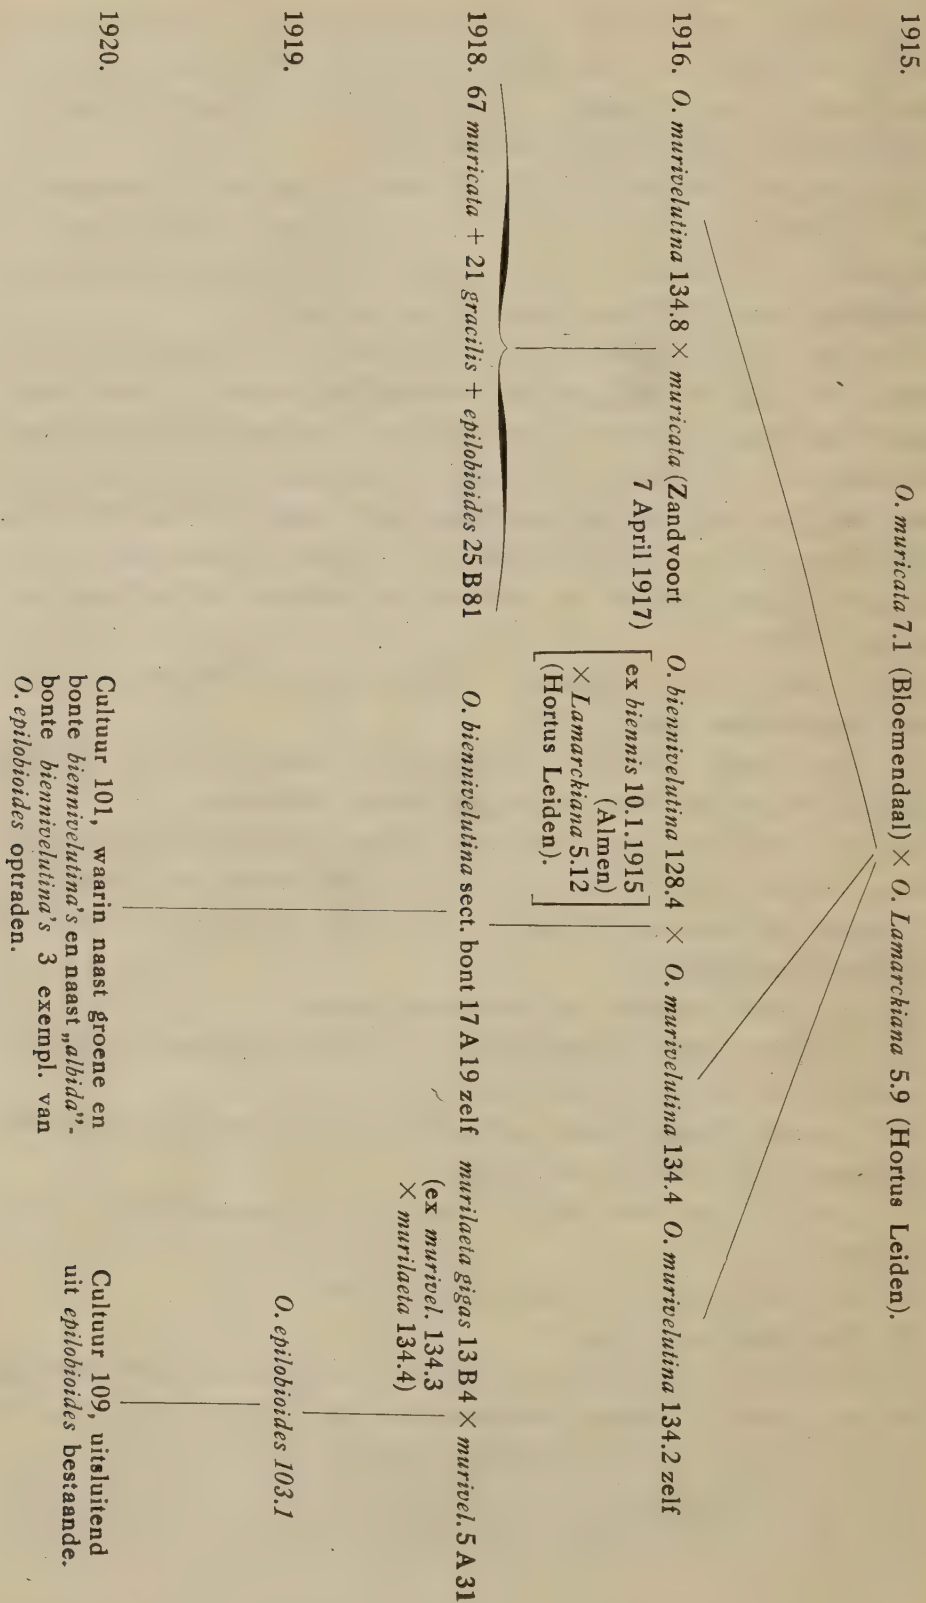 1915.
O. muricata 7.1 (Bloemendaal) × O. Lamarckiana 5.9 (Hortus Leiden).
1916. O. murivelutina 134.8 × muricata (Zandvoort
7 April 1917)
O. biennivelutina 128.4 × O. murivelutina 134.4
O. murivelutina 134.2 zelf
ex biennis 10.1.1915
(Almen)
× Lamarckiana 5.12
(Hortus Leiden).
1918. 67 muricata + 21 gracilis + epilobioides 25 B 81
O. biennivelutina sect. bont 17 A 19 zelf
murilaeta gigas 13 B 4 × murivel. 5 A 31
(ex murivel. 134.3
× murilaeta 134.4)
1919.
O. epilobioides 103.1
1920.
Cultuur 101, waarin naast groene en
bonte biennivelutina's en naast „albida”-
bonte biennivelutina's 3 exempl. van
O. epilobioides optraden.
Cultuur 109, uitsluitend
uit epilobioides bestaande.